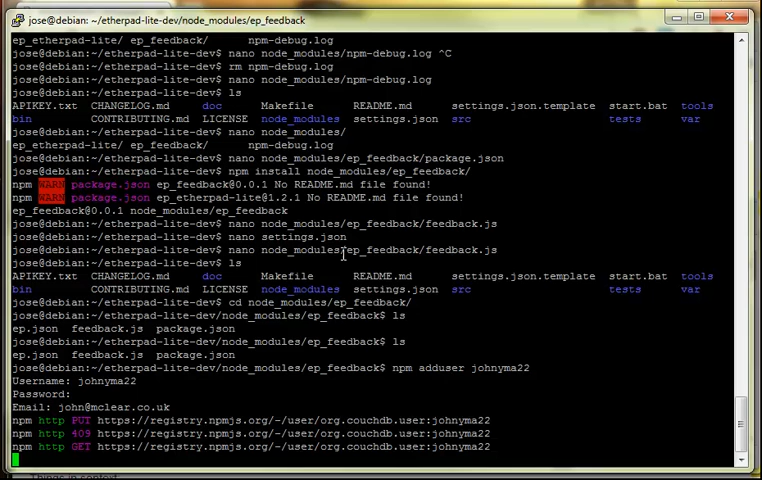 jose@debian: ~/etherpad-lite-dev/node_modules/ep_feedback
ep_etherpad-lite/ ep_feedback/      npm-debug.log
jose@debian:~/etherpad-lite-dev$ nano node_modules/npm-debug.log ^C
jose@debian:~/etherpad-lite-dev$ rm npm-debug.log
jose@debian:~/etherpad-lite-dev$ nano node_modules/npm-debug.log
jose@debian:~/etherpad-lite-dev$ ls
APIKEY.txt  CHANGELOG.md     doc      Makefile      README.md      settings.json.template  start.bat  tools
bin         CONTRIBUTING.md  LICENSE  node_modules  settings.json  src                     tests      var
jose@debian:~/etherpad-lite-dev$ nano node_modules/
ep_etherpad-lite/ ep_feedback/      npm-debug.log
jose@debian:~/etherpad-lite-dev$ nano node_modules/ep_feedback/package.json
jose@debian:~/etherpad-lite-dev$ npm install node_modules/ep_feedback/
npm WARN package.json ep_feedback@0.0.1 No README.md file found!
npm WARN package.json ep_etherpad-lite@1.2.1 No README.md file found!
ep_feedback@0.0.1 node_modules/ep_feedback
jose@debian:~/etherpad-lite-dev$ nano node_modules/ep_feedback/feedback.js
jose@debian:~/etherpad-lite-dev$ nano settings.json
jose@debian:~/etherpad-lite-dev$ nano node_modules/ep_feedback/feedback.js
jose@debian:~/etherpad-lite-dev$ ls
APIKEY.txt  CHANGELOG.md     doc      Makefile      README.md      settings.json.template  start.bat  tools
bin         CONTRIBUTING.md  LICENSE  node_modules  settings.json  src                     tests      var
jose@debian:~/etherpad-lite-dev$ cd node_modules/ep_feedback/
jose@debian:~/etherpad-lite-dev/node_modules/ep_feedback$ ls
ep.json  feedback.js  package.json
jose@debian:~/etherpad-lite-dev/node_modules/ep_feedback$ ls
ep.json  feedback.js  package.json
jose@debian:~/etherpad-lite-dev/node_modules/ep_feedback$ npm adduser johnyma22
Username: johnyma22
Password:
Email: john@mclear.co.uk
npm http PUT https://registry.npmjs.org/-/user/org.couchdb.user:johnyma22
npm http 409 https://registry.npmjs.org/-/user/org.couchdb.user:johnyma22
npm http GET https://registry.npmjs.org/-/user/org.couchdb.user:johnyma22
Things in context